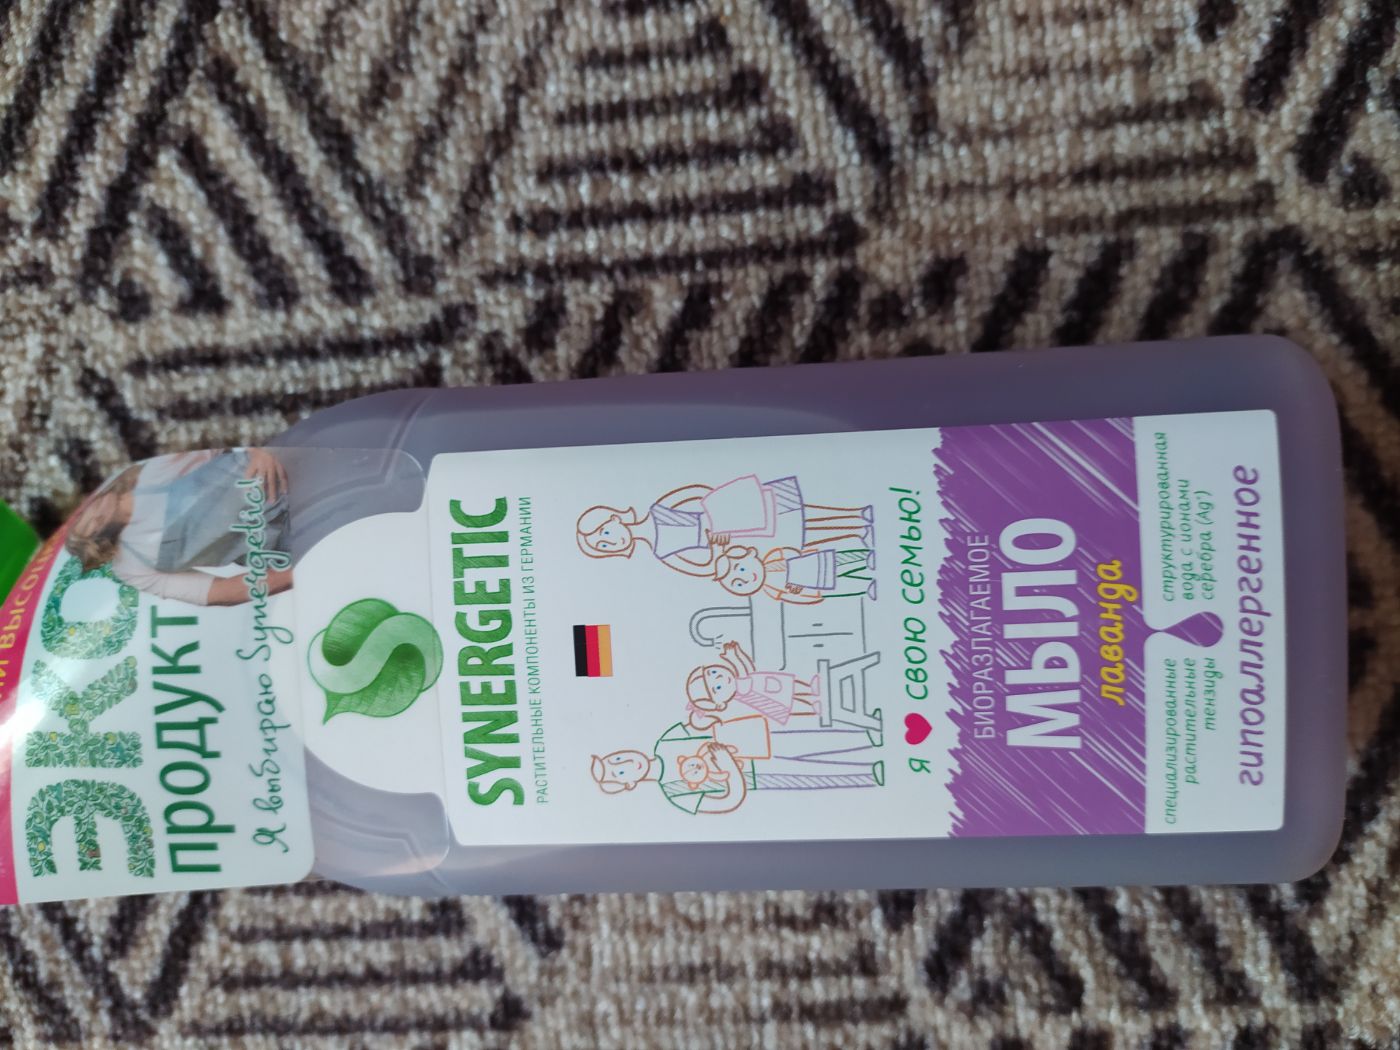 ЭКО
продукт
Я выбираю Synergetic!
SYNERGETIC
РАСТИТЕЛЬНЫЕ КОМПОНЕНТЫ ИЗ ГЕРМАНИИ
я свою семью!
БИОРАЗЛАГАЕМОЕ
МЫЛО
лаванда
специализированные
растительные
тензиды
структурированная
вода с ионами
серебра (Ag⁺)
гипоаллергенное